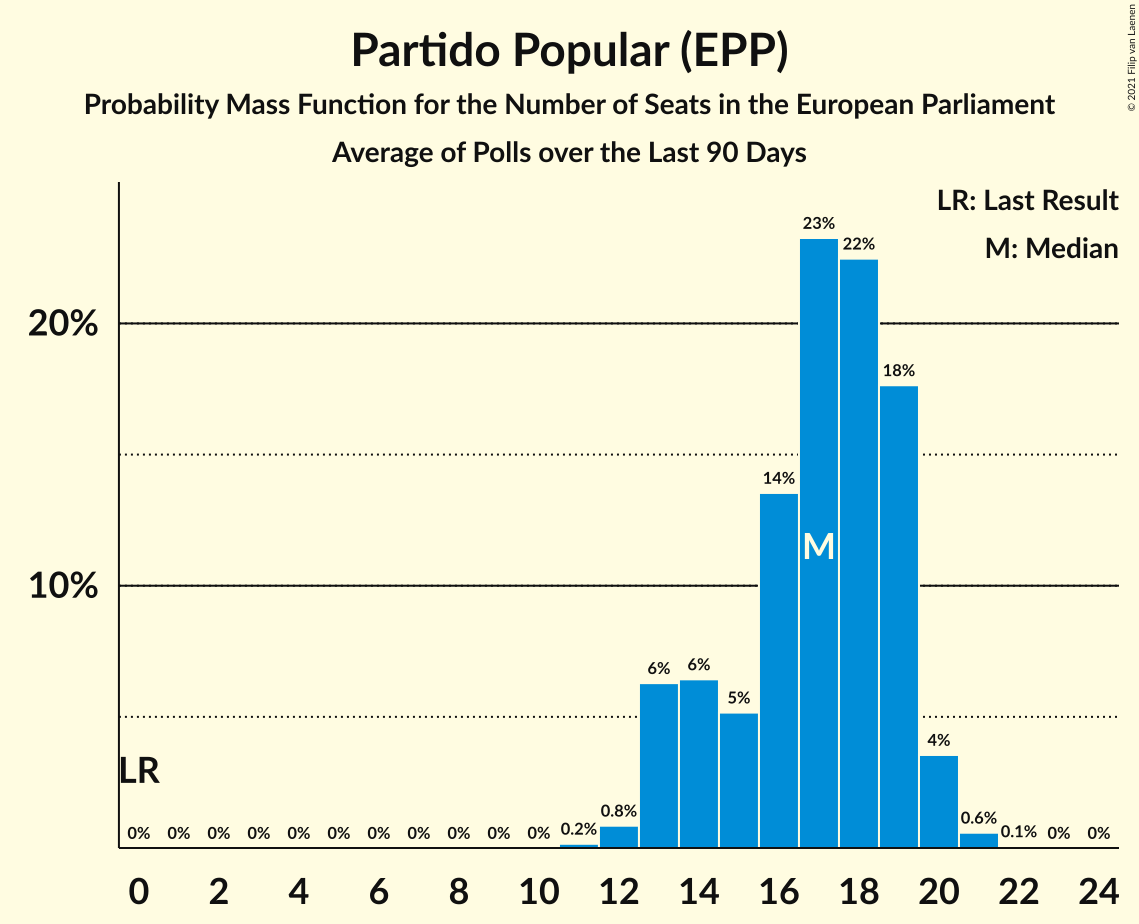 Partido Popular (EPP)
Probability Mass Function for the Number of Seats in the European Parliament
Average of Polls over the Last 90 Days
© 2021 Filip van Laenen
LR: Last Result
M: Median
23%
22%
20%
18%
14%
M
10%
6%
6%
5%
4%
LR
0% 0% 0% 0% 0% 0% 0% 0% 0% 0% 0% 0.2% 0.8% 0.6% 0.1% 0% 0%
0 2 4 6 8 10 12 14 16 18 20 22 24